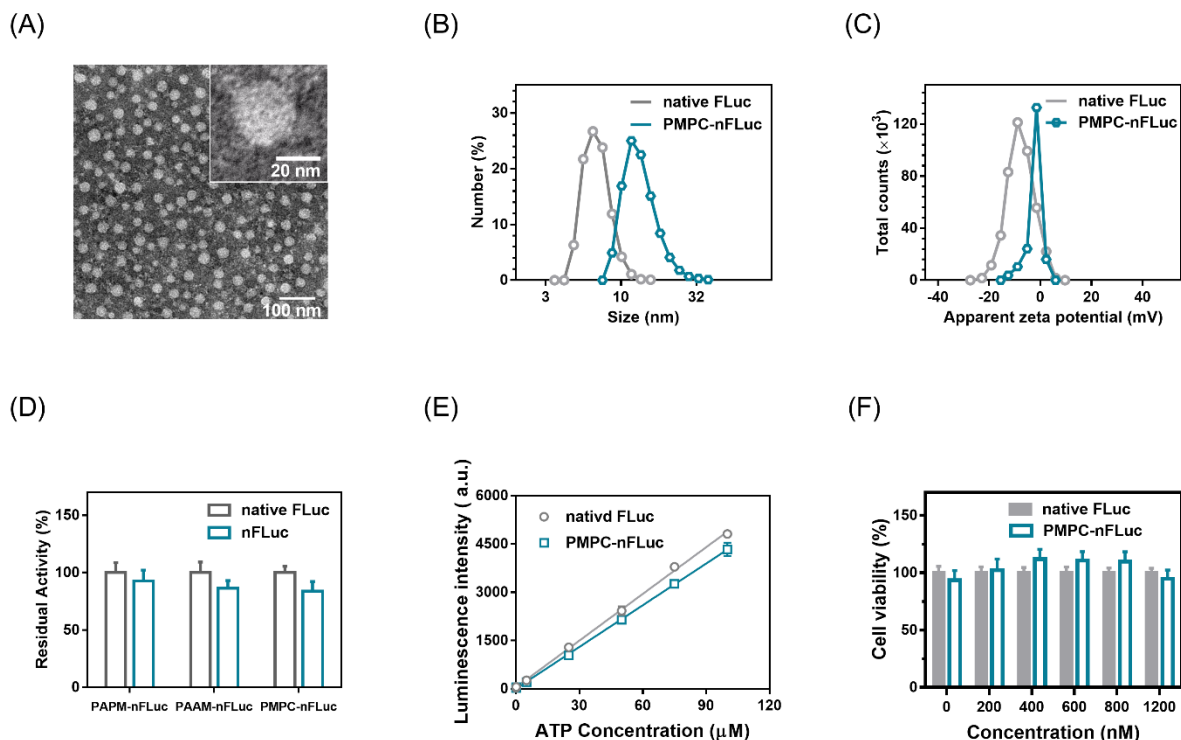 (A)
20 nm
100 nm
(B)
native FLuc
PMPC-nFLuc
Number (%)
30
20
10
0
3
10
32
Size (nm)
(C)
native FLuc
PMPC-nFLuc
Total counts (×10³)
120
80
40
0
-40
-20
0
20
40
Apparent zeta potential (mV)
(D)
native FLuc
nFLuc
Residual Activity (%)
150
100
50
0
PAPM-nFLuc
PAAM-nFLuc
PMPC-nFLuc
(E)
nativd FLuc
PMPC-nFLuc
Luminescence intensity ( a.u.)
6000
4500
3000
1500
0
0
30
60
90
120
ATP Concentration (μM)
(F)
native FLuc
PMPC-nFLuc
Cell viability (%)
150
100
50
0
0
200
400
600
800
1200
Concentration (nM)